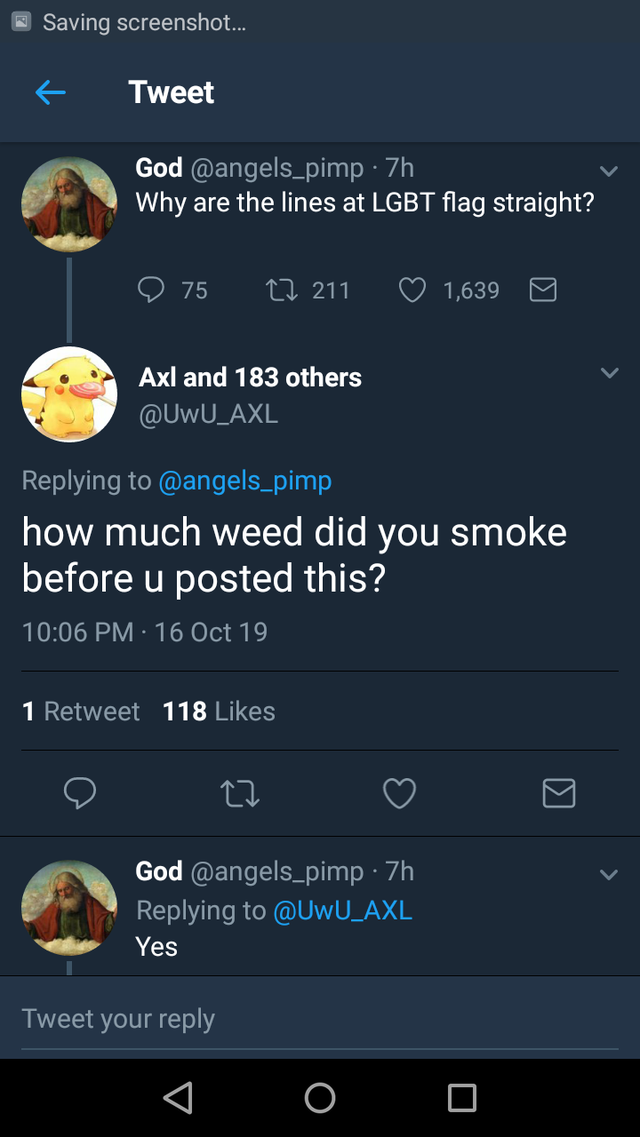 Saving screenshot...
Tweet
God @angels_pimp · 7h
Why are the lines at LGBT flag straight?
75 211 1,639
Axl and 183 others
@UwU_AXL
Replying to @angels_pimp
how much weed did you smoke
before u posted this?
10:06 PM · 16 Oct 19
1 Retweet 118 Likes
God @angels_pimp · 7h
Replying to @UwU_AXL
Yes
Tweet your reply